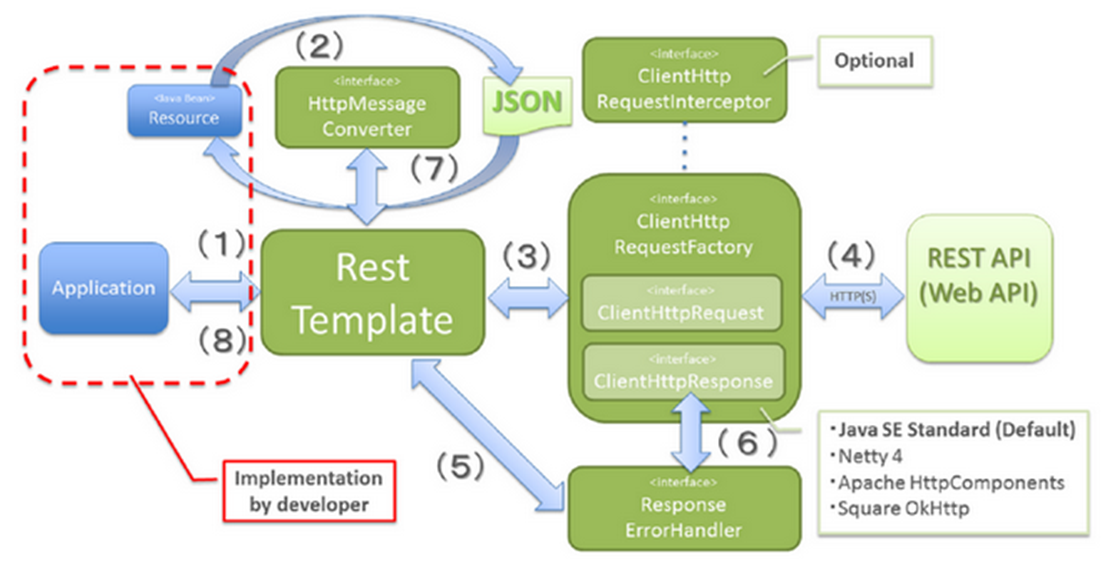 (2)
<interface>
HttpMessage
Converter
<Java Bean>
Resource
JSON
<interface>
ClientHttp
RequestInterceptor
Optional
(7)
(1)
Application
(8)
Rest
Template
(3)
<interface>
ClientHttp
RequestFactory
<interface>
ClientHttpRequest
<interface>
ClientHttpResponse
(4)
HTTP(S)
REST API
(Web API)
(5)
(6)
<interface>
Response
ErrorHandler
・Java SE Standard (Default)
・Netty 4
・Apache HttpComponents
・Square OkHttp
Implementation
by developer